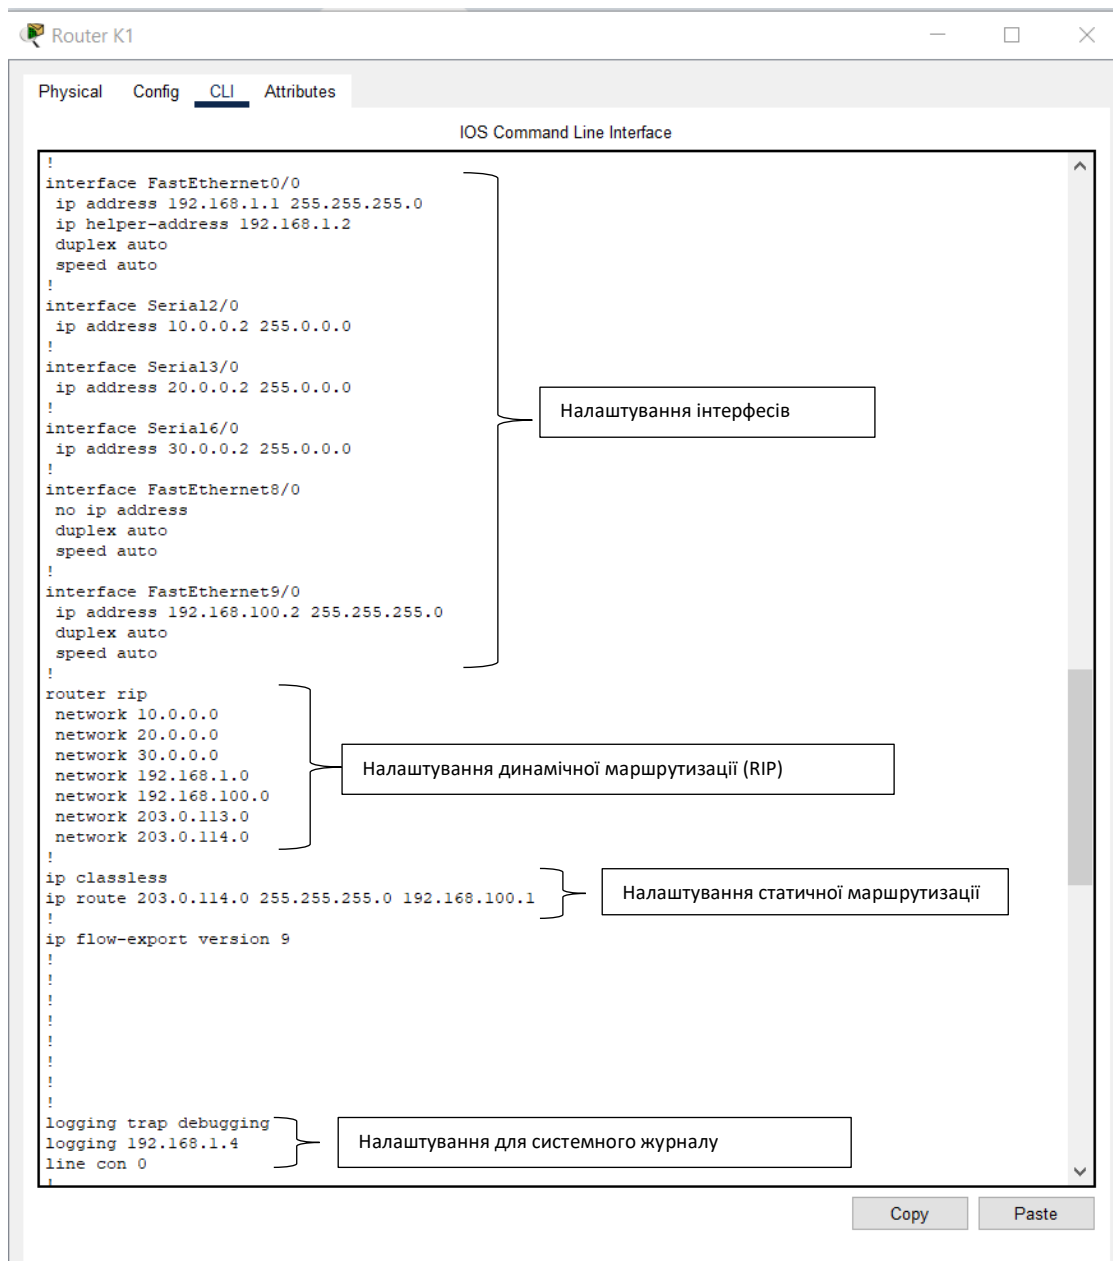 Router K1
Physical Config CLI Attributes
IOS Command Line Interface
!
interface FastEthernet0/0
ip address 192.168.1.1 255.255.255.0
ip helper-address 192.168.1.2
duplex auto
speed auto
!
interface Serial2/0
ip address 10.0.0.2 255.0.0.0
!
interface Serial3/0
ip address 20.0.0.2 255.0.0.0
!
Налаштування інтерфесів
interface Serial6/0
ip address 30.0.0.2 255.0.0.0
!
interface FastEthernet8/0
no ip address
duplex auto
speed auto
!
interface FastEthernet9/0
ip address 192.168.100.2 255.255.255.0
duplex auto
speed auto
!
router rip
network 10.0.0.0
network 20.0.0.0
network 30.0.0.0
Налаштування динамічної маршрутизації (RIP)
network 192.168.1.0
network 192.168.100.0
network 203.0.113.0
network 203.0.114.0
!
ip classless
ip route 203.0.114.0 255.255.255.0 192.168.100.1
Налаштування статичної маршрутизації
!
ip flow-export version 9
!
!
!
!
!
!
!
!
logging trap debugging
logging 192.168.1.4
Налаштування для системного журналу
line con 0
!
Copy Paste